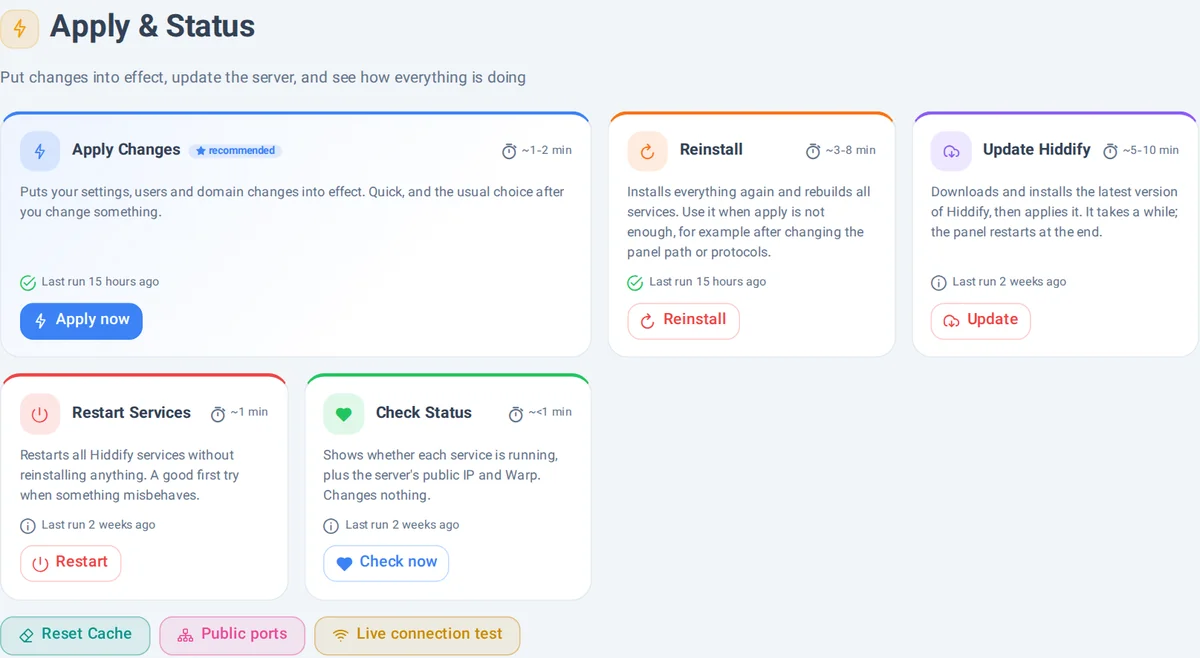 Apply & Status
Put changes into effect, update the server, and see how everything is doing
Apply Changes
recommended
~1-2 min
Puts your settings, users and domain changes into effect. Quick, and the usual choice after
you change something.
Last run 15 hours ago
Apply now
Reinstall
~3-8 min
Installs everything again and rebuilds all
services. Use it when apply is not
enough, for example after changing the
panel path or protocols.
Last run 15 hours ago
Reinstall
Update Hiddify
~5-10 min
Downloads and installs the latest version
of Hiddify, then applies it. It takes a while;
the panel restarts at the end.
Last run 2 weeks ago
Update
Restart Services
~1 min
Restarts all Hiddify services without
reinstalling anything. A good first try
when something misbehaves.
Last run 2 weeks ago
Restart
Check Status
~<1 min
Shows whether each service is running,
plus the server's public IP and Warp.
Changes nothing.
Last run 2 weeks ago
Check now
Reset Cache
Public ports
Live connection test